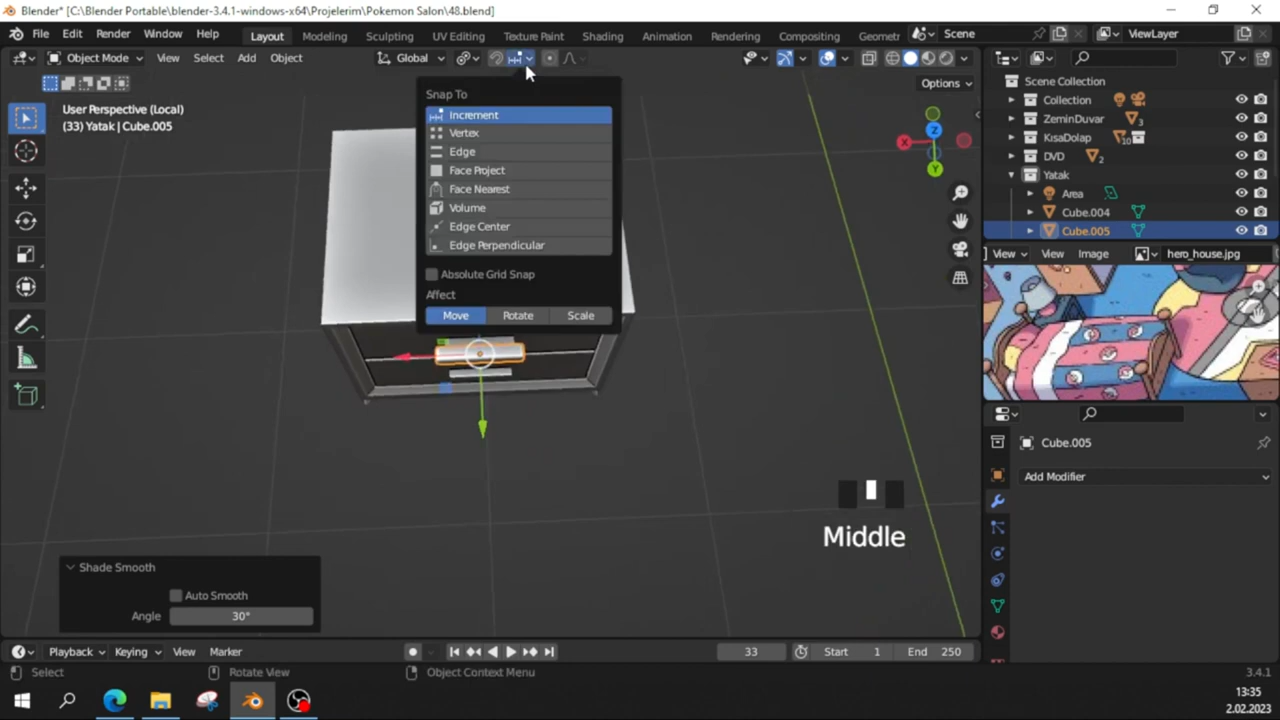 Blender* [C:\Blender Portable\blender-3.4.1-windows-x64\Projelerim\Pokemon Salon\48.blend]
File Edit Render Window Help Layout Modeling Sculpting UV Editing Texture Paint Shading Animation Rendering Compositing Geometr Scene ViewLayer
Object Mode View Select Add Object Global
Options
User Perspective (Local)
(33) Yatak | Cube.005
Snap To
Increment
Vertex
Edge
Face Project
Face Nearest
Volume
Edge Center
Edge Perpendicular
Absolute Grid Snap
Affect
Move Rotate Scale
X
Y
Z
Scene Collection
Collection
ZeminDuvar 3
KısaDolap 10
DVD 2
Yatak
Area
Cube.004
Cube.005
View View Image hero_house.jpg
Cube.005
Add Modifier
Middle
Shade Smooth
Auto Smooth
Angle 30°
Playback Keying View Marker 33 Start 1 End 250
Select Rotate View Object Context Menu 3.4.1
13:35
2.02.2023